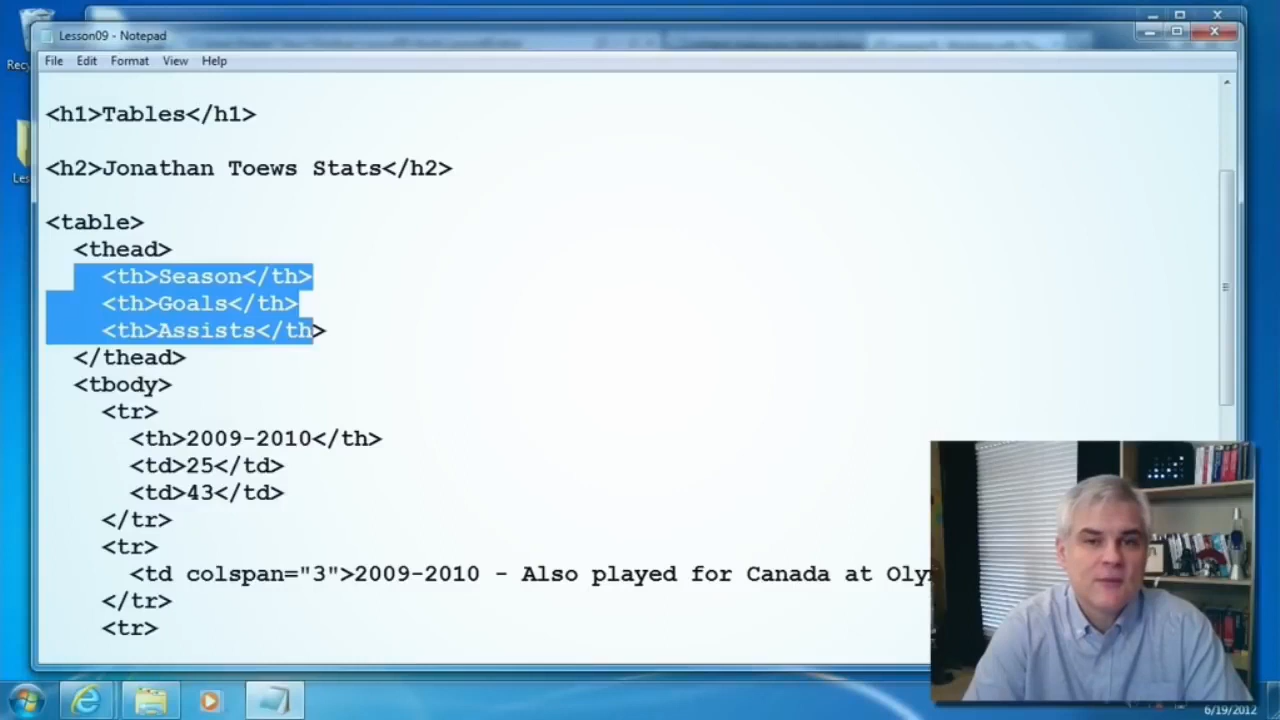 Lesson09 - Notepad
File Edit Format View Help
<h1>Tables</h1>
<h2>Jonathan Toews Stats</h2>
<table>
<thead>
<th>Season</th>
<th>Goals</th>
<th>Assists</th>
</thead>
<tbody>
<tr>
<th>2009-2010</th>
<td>25</td>
<td>43</td>
</tr>
<tr>
<td colspan="3">2009-2010 - Also played for Canada at
</tr>
<tr>
6/19/2012